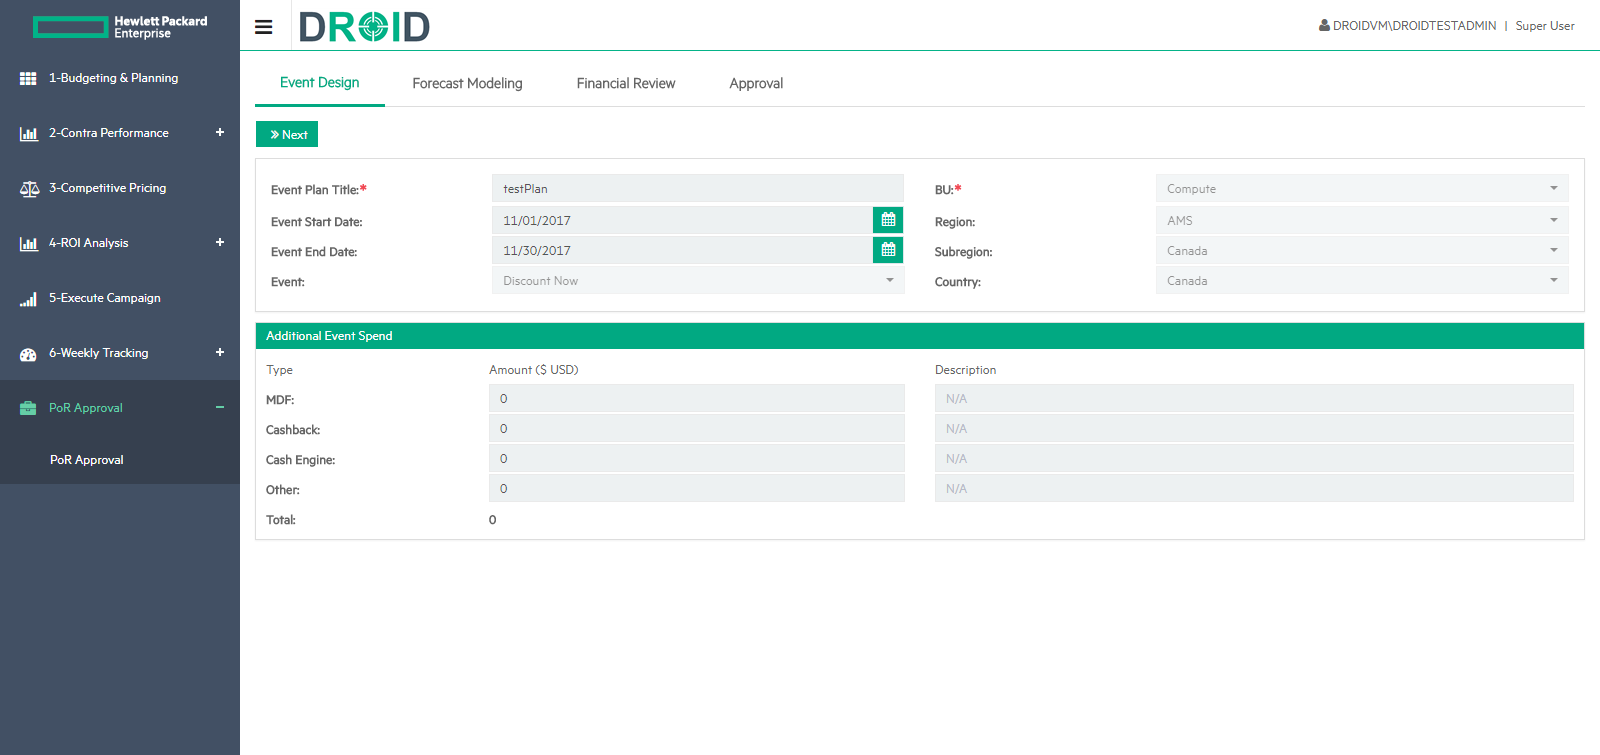 Hewlett Packard
Enterprise
DROID
DROIDVM\DROIDTESTADMIN | Super User
1-Budgeting & Planning
2-Contra Performance +
3-Competitive Pricing
4-ROI Analysis +
5-Execute Campaign
6-Weekly Tracking +
PoR Approval −
PoR Approval
Event Design Forecast Modeling Financial Review Approval
» Next
Event Plan Title:* testPlan BU:* Compute
Event Start Date: 11/01/2017 Region: AMS
Event End Date: 11/30/2017 Subregion: Canada
Event: Discount Now Country: Canada
Additional Event Spend
Type Amount ($ USD) Description
MDF: 0 N/A
Cashback: 0 N/A
Cash Engine: 0 N/A
Other: 0 N/A
Total: 0